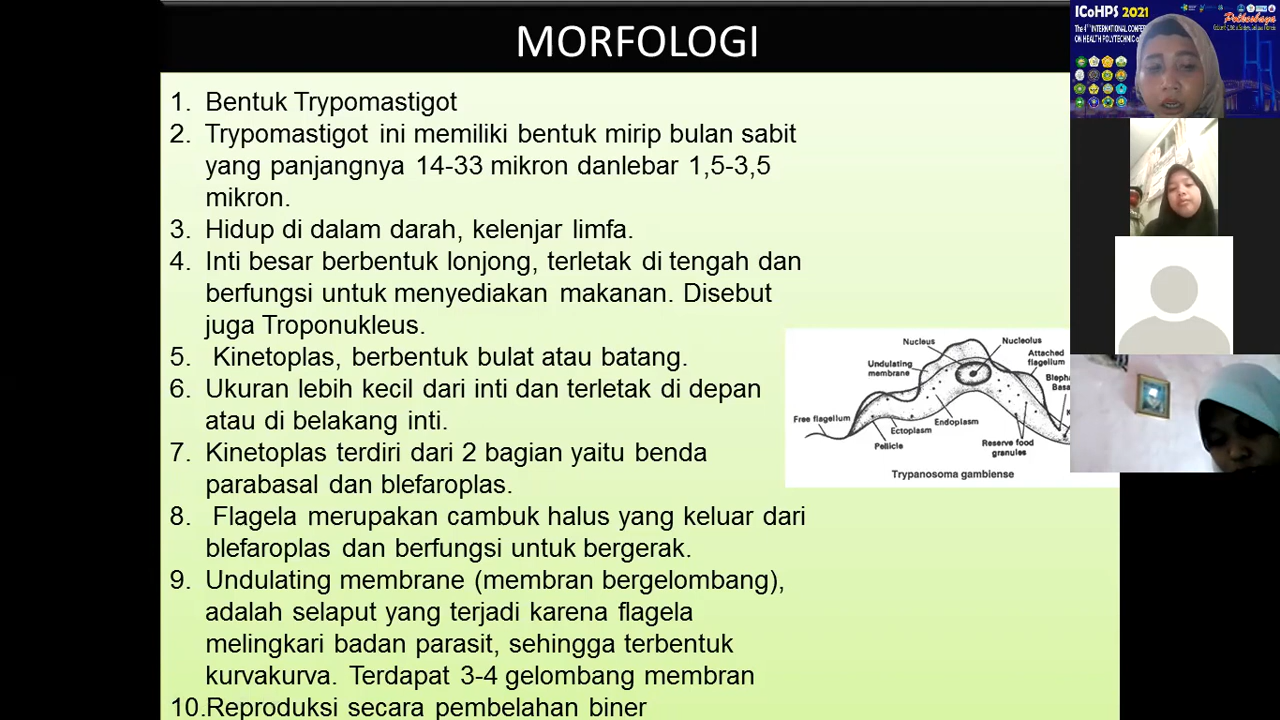 MORFOLOGI
1. Bentuk Trypomastigot
2. Trypomastigot ini memiliki bentuk mirip bulan sabit
yang panjangnya 14-33 mikron danlebar 1,5-3,5
mikron.
3. Hidup di dalam darah, kelenjar limfa.
4. Inti besar berbentuk lonjong, terletak di tengah dan
berfungsi untuk menyediakan makanan. Disebut
juga Troponukleus.
5. Kinetoplas, berbentuk bulat atau batang.
6. Ukuran lebih kecil dari inti dan terletak di depan
atau di belakang inti.
7. Kinetoplas terdiri dari 2 bagian yaitu benda
parabasal dan blefaroplas.
8. Flagela merupakan cambuk halus yang keluar dari
blefaroplas dan berfungsi untuk bergerak.
9. Undulating membrane (membran bergelombang),
adalah selaput yang terjadi karena flagela
melingkari badan parasit, sehingga terbentuk
kurvakurva. Terdapat 3-4 gelombang membran
10.Reproduksi secara pembelahan biner
Nucleus
Nucleolus
Undulating
membrane
Attached
flagellum
Free flagellum
Ectoplasm
Endoplasm
Pellicle
Reserve food
granules
Trypanosoma gambiense
ICoHPS 2021
The 4th INTERNATIONAL
ON HEALTH POLYTECHNIC
Polkesbaya